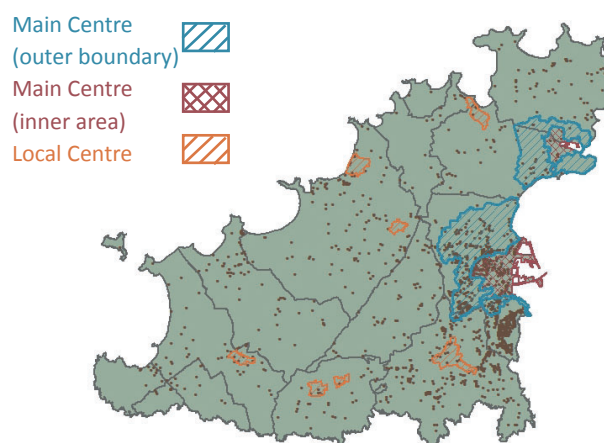 Main Centre
(outer boundary)
Main Centre
(inner area)
Local Centre